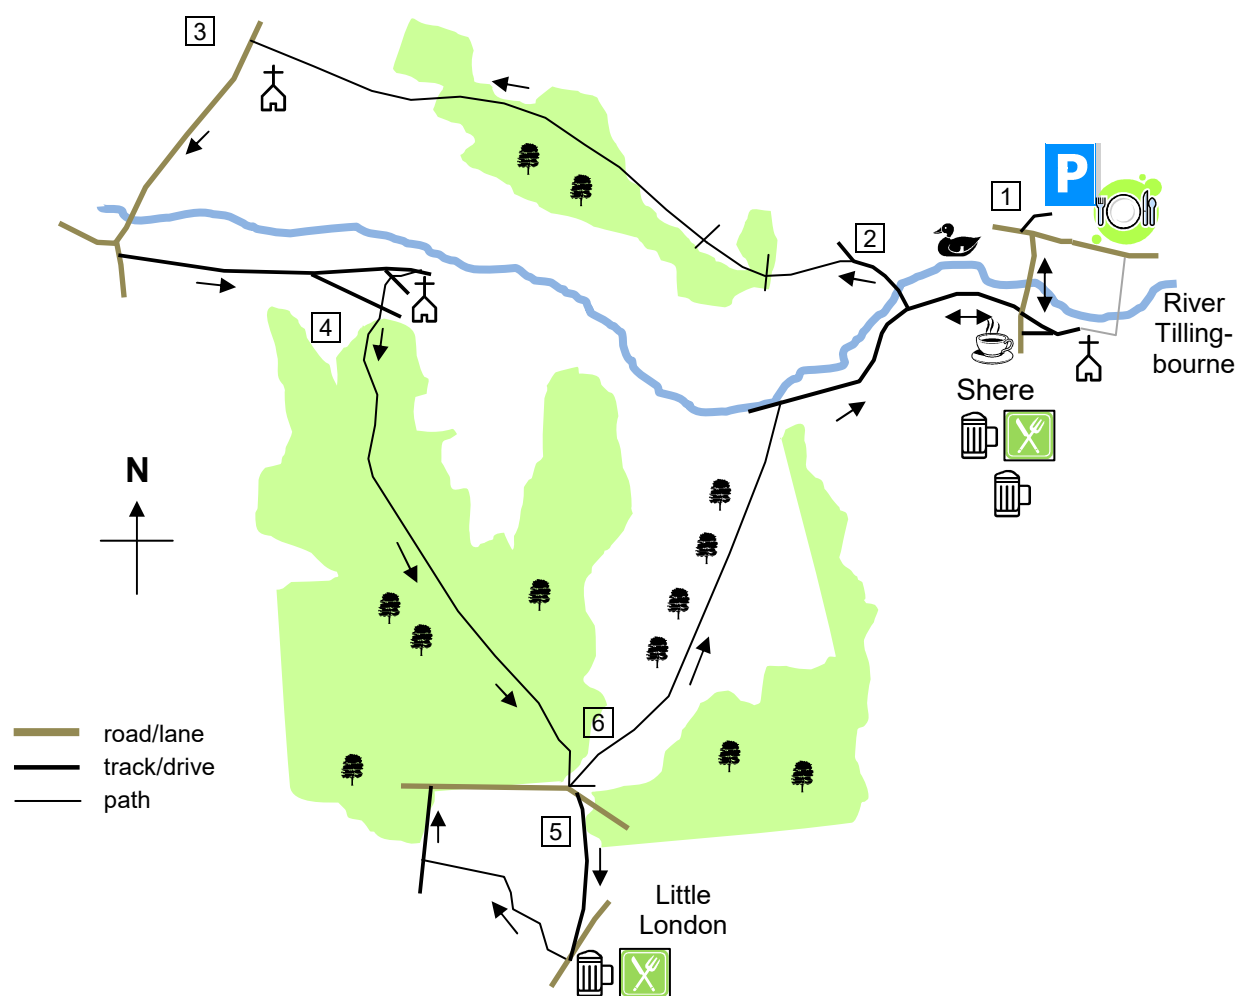 3
P
1
2
River
Tilling-
bourne
4
Shere
N
6
road/lane
track/drive
path
5
Little
London